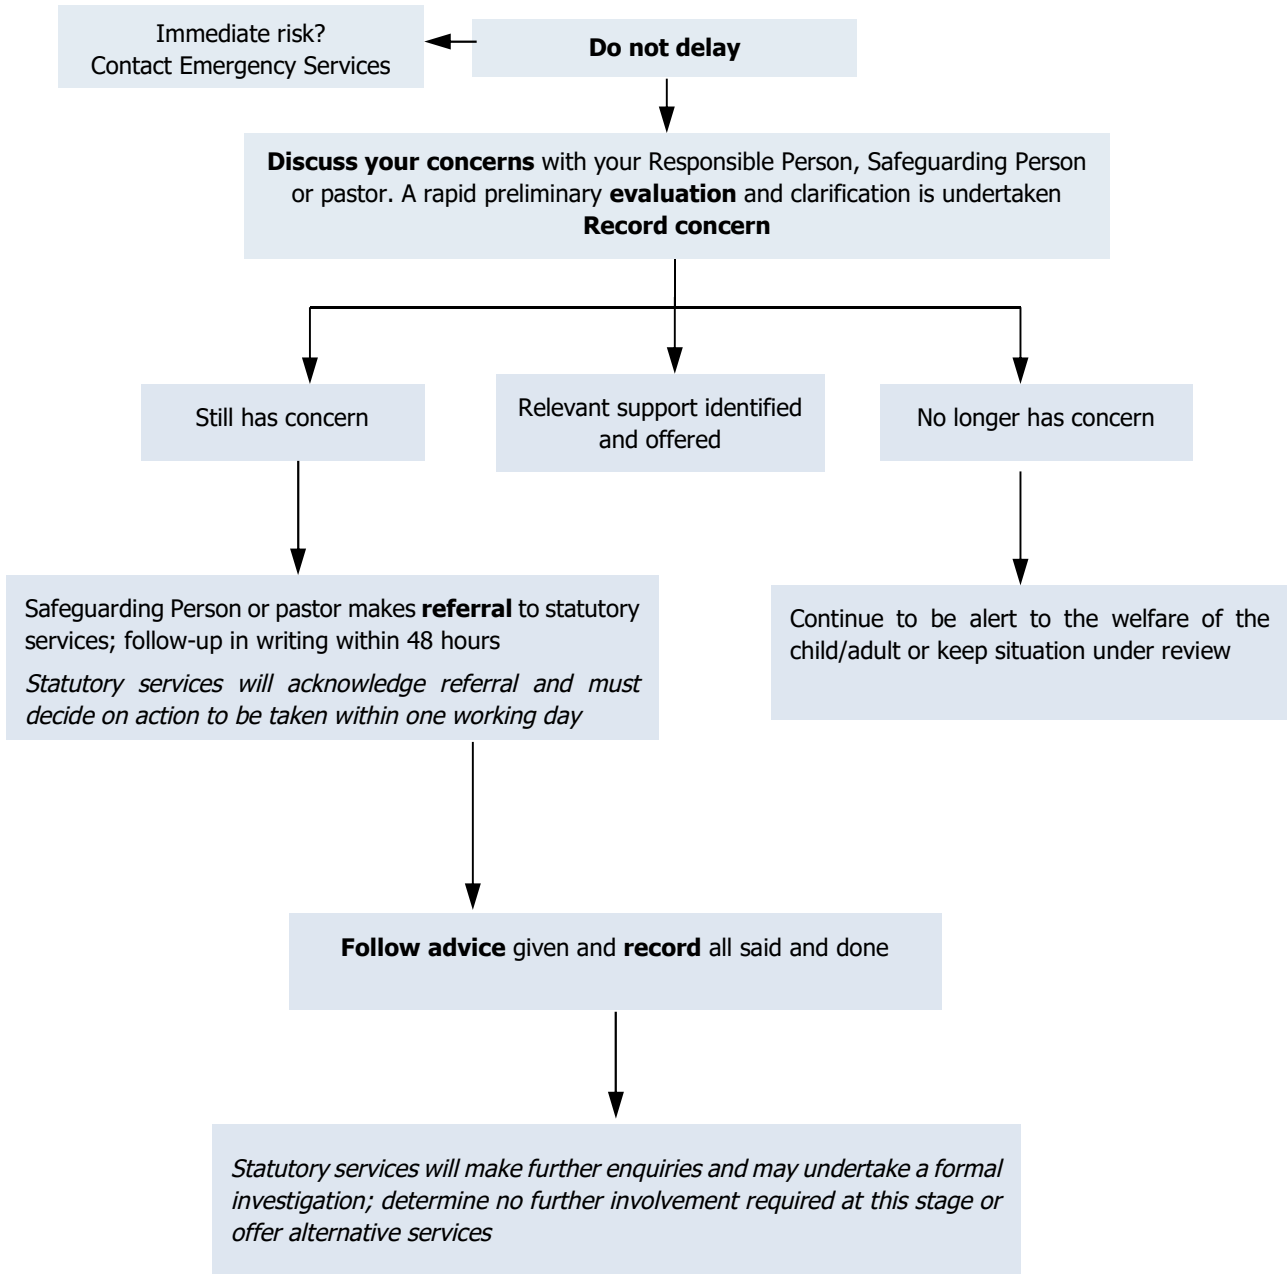 Immediate risk?
Contact Emergency Services
Do not delay
Discuss your concerns with your Responsible Person, Safeguarding Person
or pastor. A rapid preliminary evaluation and clarification is undertaken
Record concern
Still has concern
Relevant support identified
and offered
No longer has concern
Safeguarding Person or pastor makes referral to statutory
services; follow-up in writing within 48 hours
Statutory services will acknowledge referral and must
decide on action to be taken within one working day
Continue to be alert to the welfare of the
child/adult or keep situation under review
Follow advice given and record all said and done
Statutory services will make further enquiries and may undertake a formal
investigation; determine no further involvement required at this stage or
offer alternative services